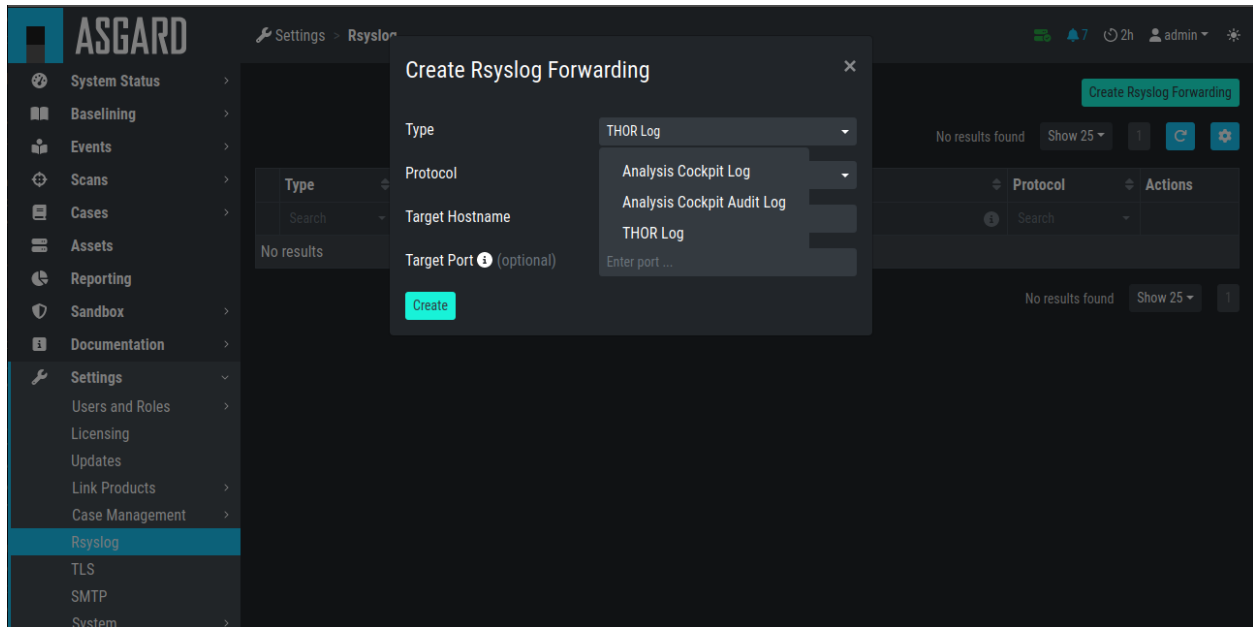 ASGARD
Settings > Rsyslog
7 2h admin
System Status
Baselining
Events
Scans
Cases
Assets
Reporting
Sandbox
Documentation
Settings
Users and Roles
Licensing
Updates
Link Products
Case Management
Rsyslog
TLS
SMTP
System
Create Rsyslog Forwarding
No results found Show 25 1
Type Protocol Actions
Search Search
No results
No results found Show 25 1
Create Rsyslog Forwarding ×
Type THOR Log
Protocol
Analysis Cockpit Log
Analysis Cockpit Audit Log
THOR Log
Target Hostname
Target Port (optional) Enter port ...
Create